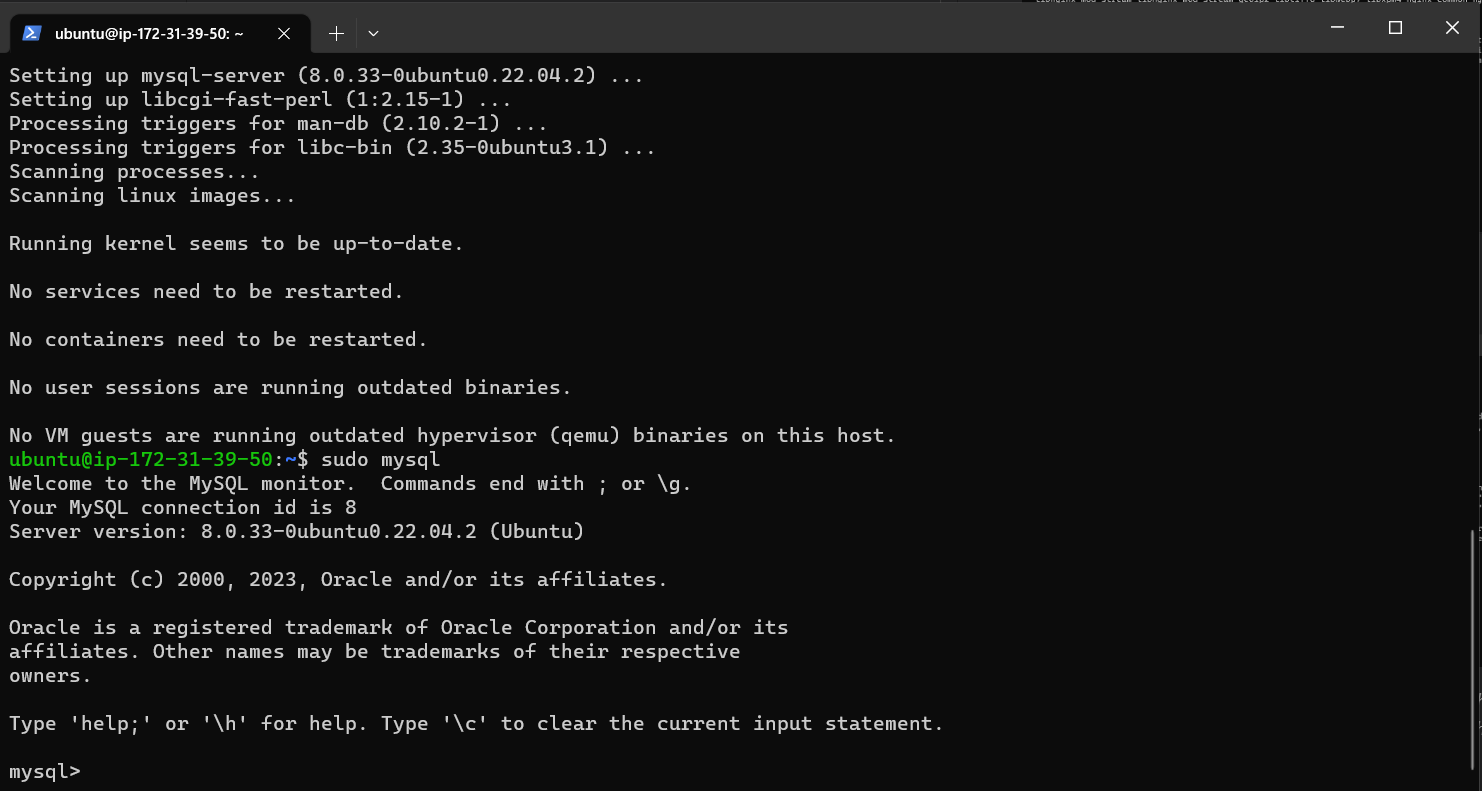 ubuntu@ip-172-31-39-50: ~
Setting up mysql-server (8.0.33-0ubuntu0.22.04.2) ...
Setting up libcgi-fast-perl (1:2.15-1) ...
Processing triggers for man-db (2.10.2-1) ...
Processing triggers for libc-bin (2.35-0ubuntu3.1) ...
Scanning processes...
Scanning linux images...
Running kernel seems to be up-to-date.
No services need to be restarted.
No containers need to be restarted.
No user sessions are running outdated binaries.
No VM guests are running outdated hypervisor (qemu) binaries on this host.
ubuntu@ip-172-31-39-50:~$ sudo mysql
Welcome to the MySQL monitor.  Commands end with ; or \g.
Your MySQL connection id is 8
Server version: 8.0.33-0ubuntu0.22.04.2 (Ubuntu)
Copyright (c) 2000, 2023, Oracle and/or its affiliates.
Oracle is a registered trademark of Oracle Corporation and/or its
affiliates. Other names may be trademarks of their respective
owners.
Type 'help;' or '\h' for help. Type '\c' to clear the current input statement.
mysql>